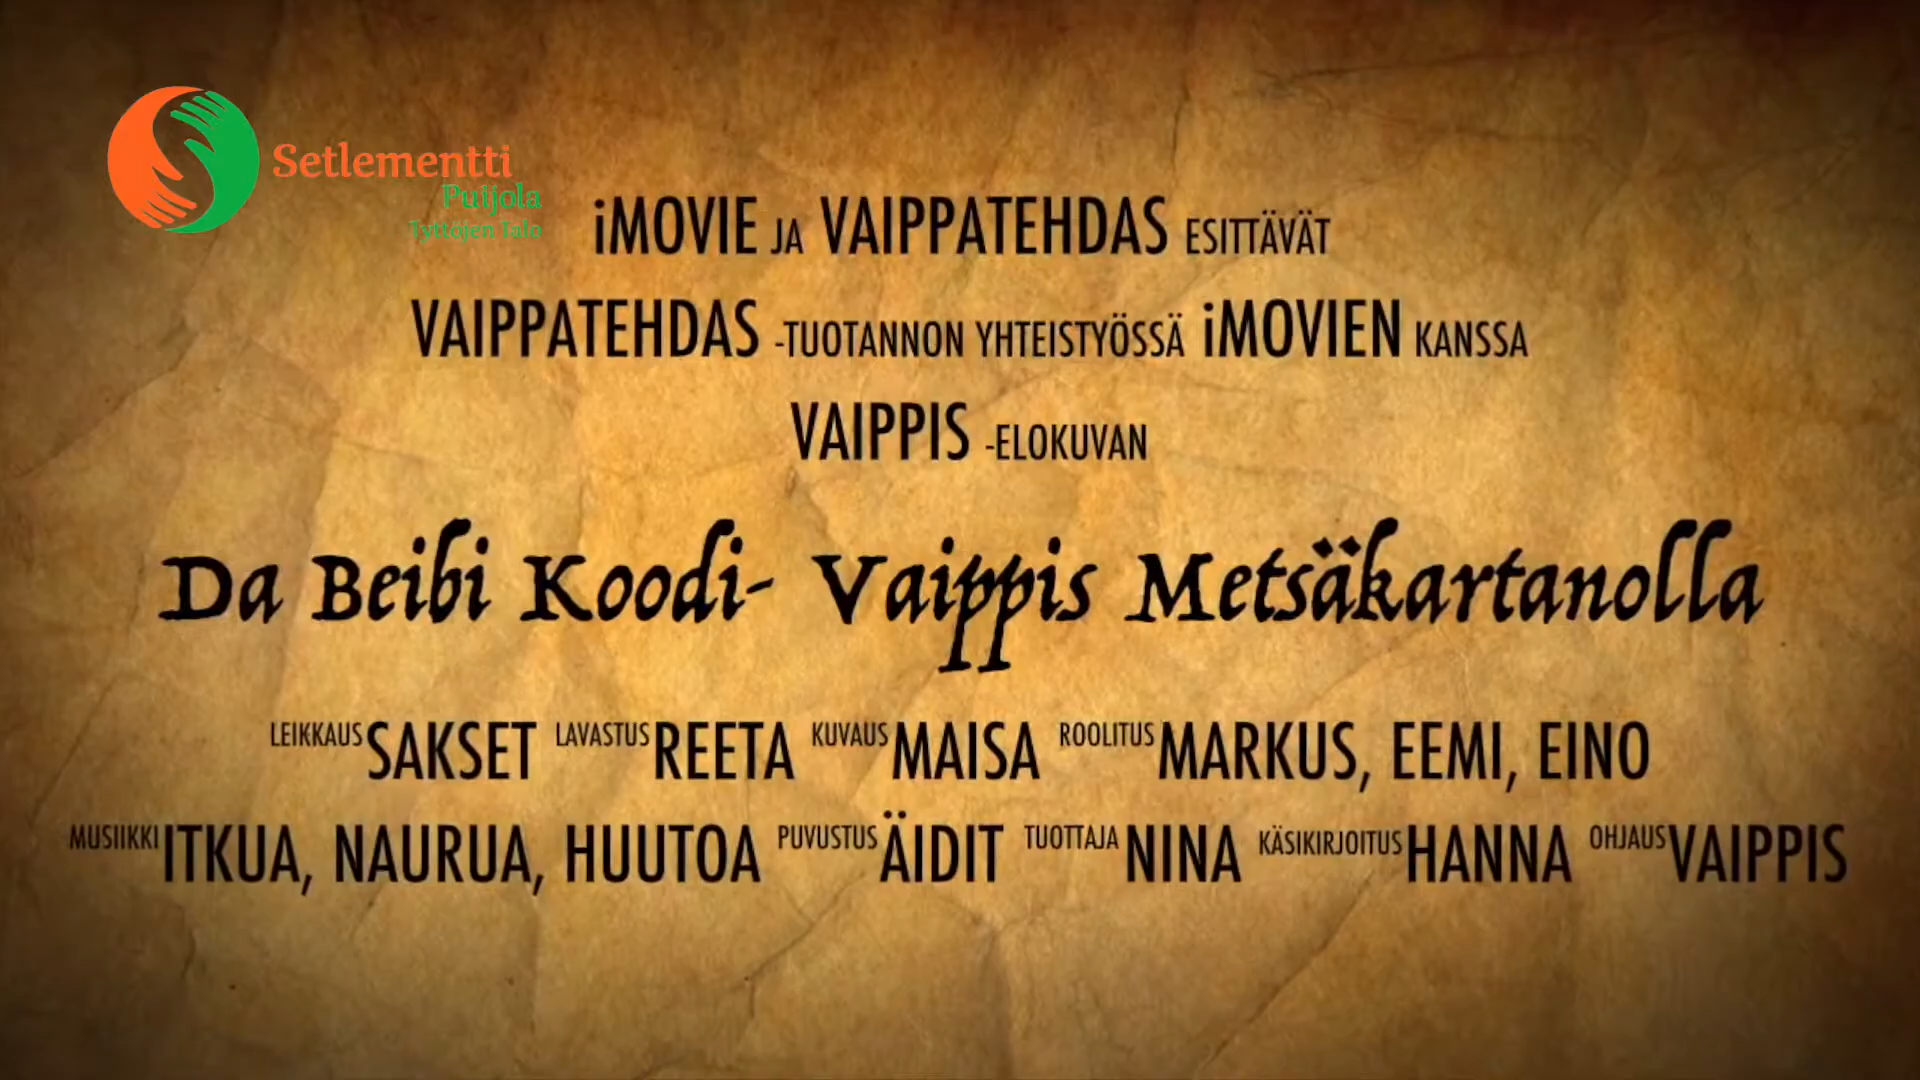 Setlementti
Puijola
Tyttöjen Talo
iMOVIE JA VAIPPATEHDAS ESITTÄVÄT
VAIPPATEHDAS -TUOTANNON YHTEISTYÖSSÄ iMOVIEN KANSSA
VAIPPIS -ELOKUVAN
Da Beibi Koodi- Vaippis Metsäkartanolla
LEIKKAUS SAKSET LAVASTUS REETA KUVAUS MAISA ROOLITUS MARKUS, EEMI, EINO
MUSIIKKI ITKUA, NAURUA, HUUTOA PUVUSTUS ÄIDIT TUOTTAJA NINA KÄSIKIRJOITUS HANNA OHJAUS VAIPPIS